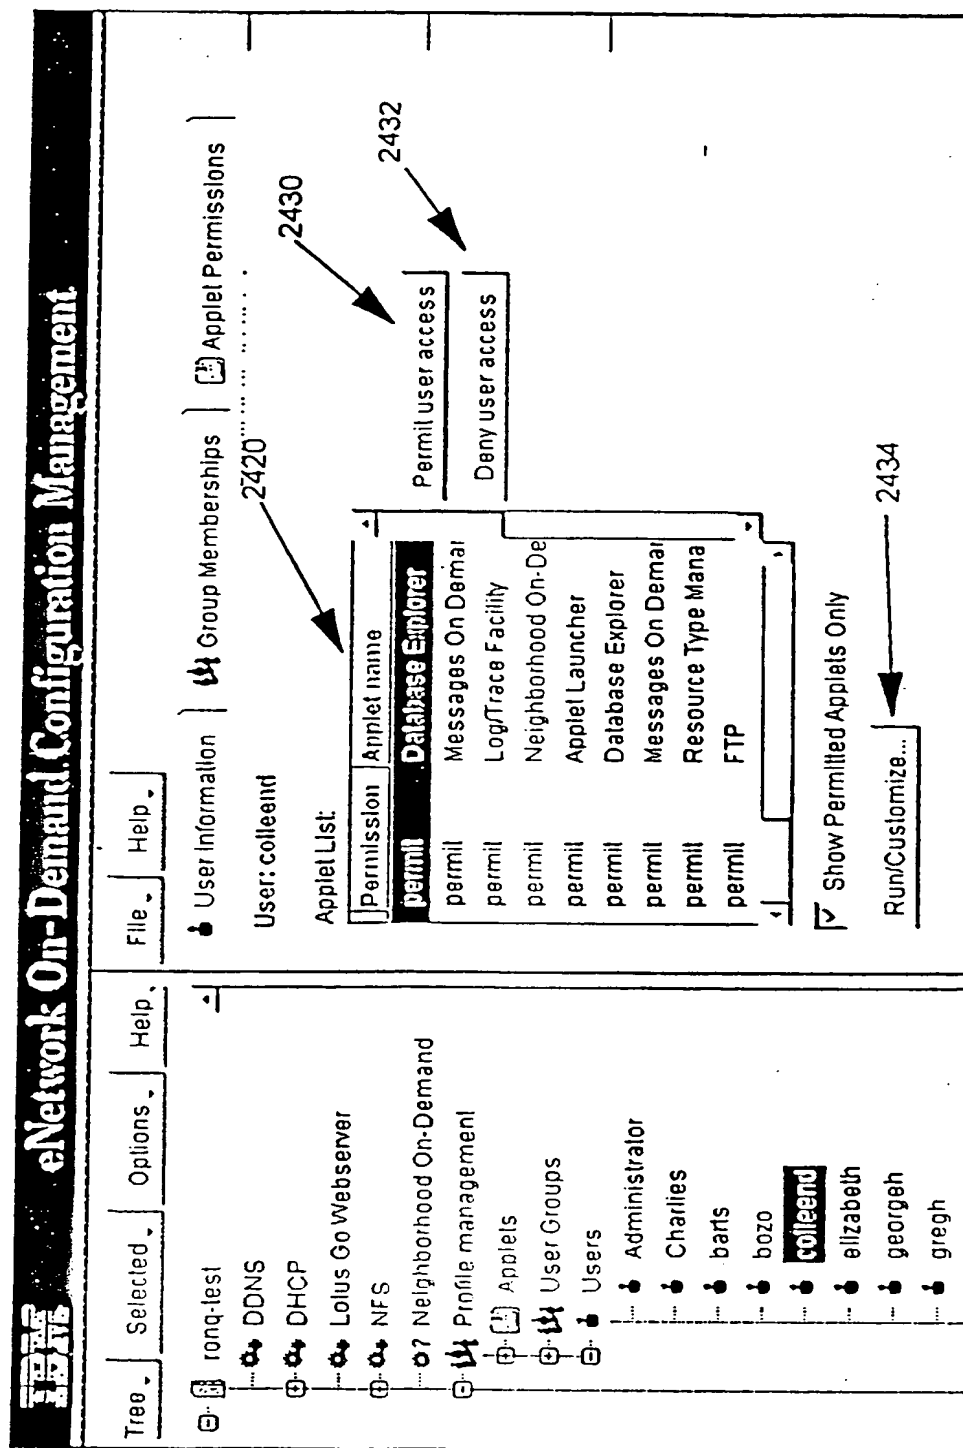 IBM eNetwork On-Demand Configuration Management
Tree Selected Options Help
ronq-test
DDNS
DHCP
Lotus Go Webserver
NFS
? Neighborhood On-Demand
Profile management
Applets
User Groups
Users
Administrator
Charlies
barts
bozo
colleend
elizabeth
georgeh
gregh
File Help
User Information Group Memberships Applet Permissions
User: colleend
2420
2430
2432
Applet List:
Permission Applet name
permit Database Explorer
permit Messages On Demar
permit Log/Trace Facility
permit Neighborhood On-De
permit Applet Launcher
permit Database Explorer
permit Messages On Demar
permit Resource Type Mana
permit FTP
Permit user access
Deny user access
Show Permitted Applets Only
Run/Customize...
2434